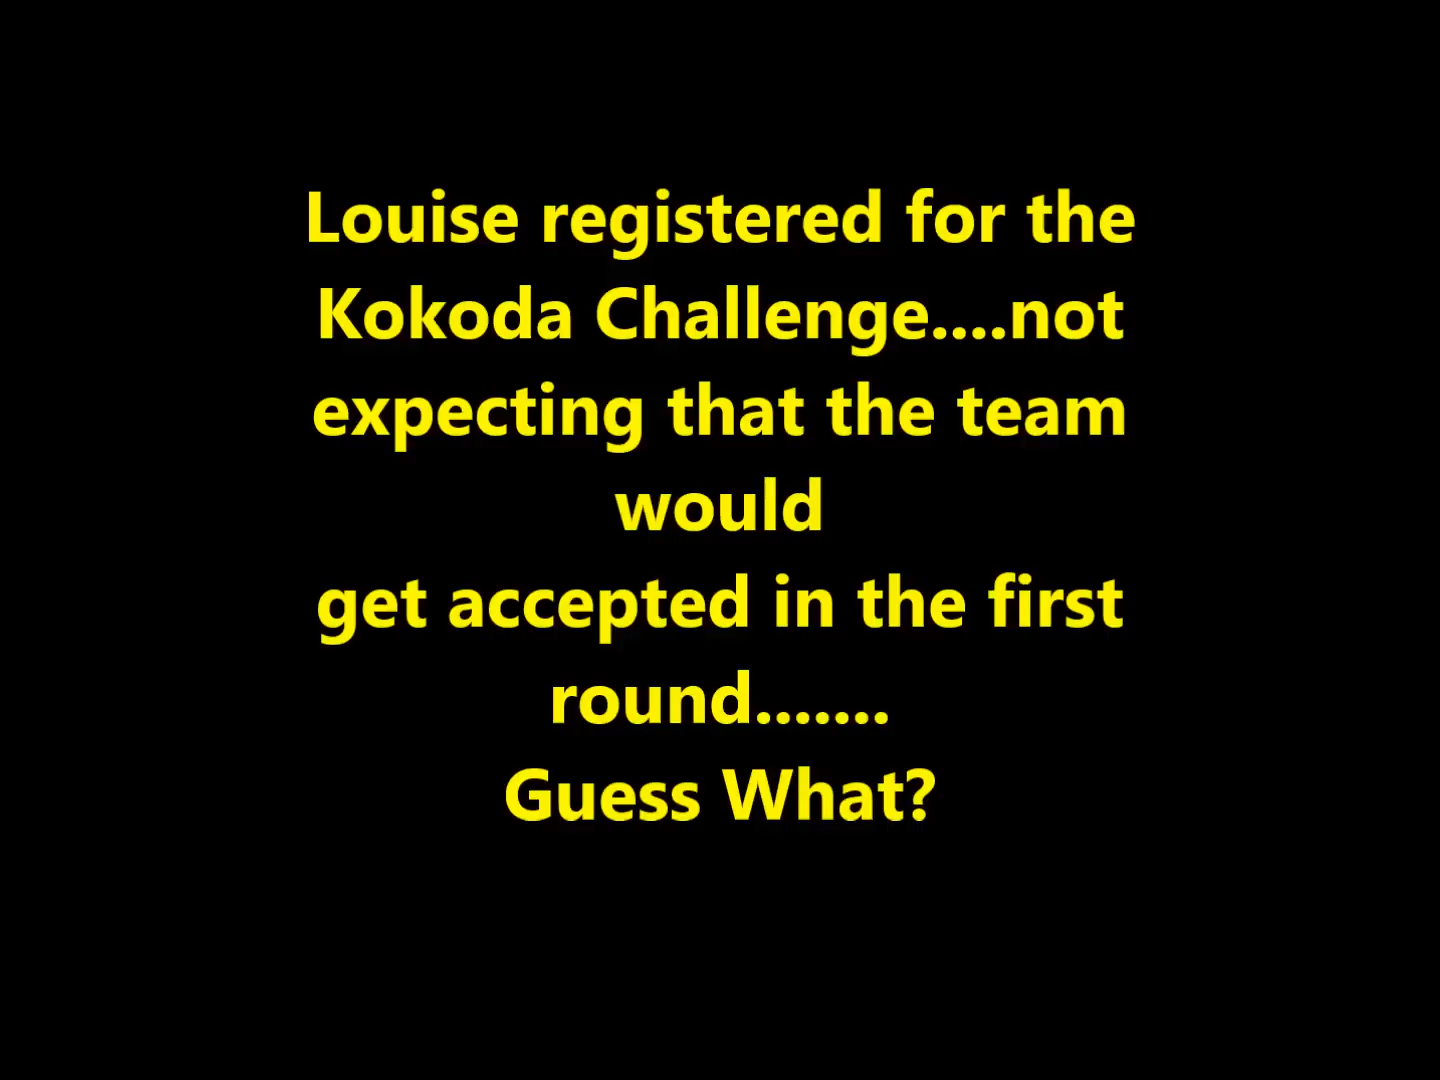 Louise registered for the
Kokoda Challenge....not
expecting that the team
would
get accepted in the first
round.......
Guess What?